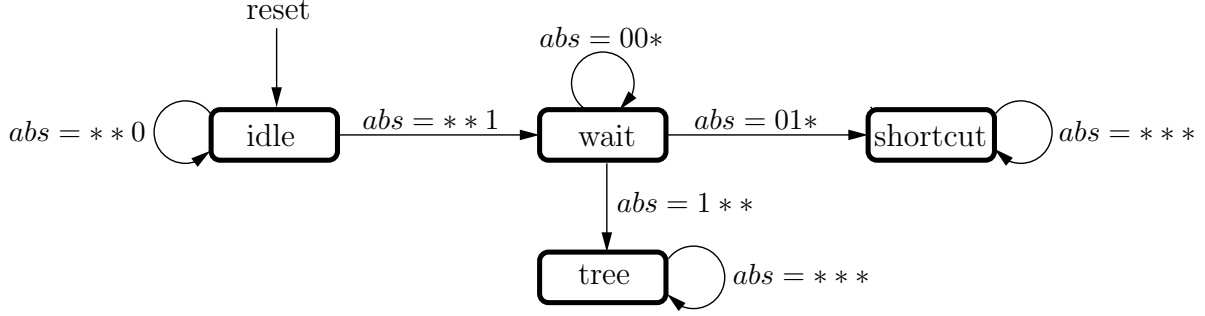 reset
abs = 00*
abs = * * 0
idle
abs = * * 1
wait
abs = 01*
shortcut
abs = * * *
abs = 1 * *
tree
abs = * * *